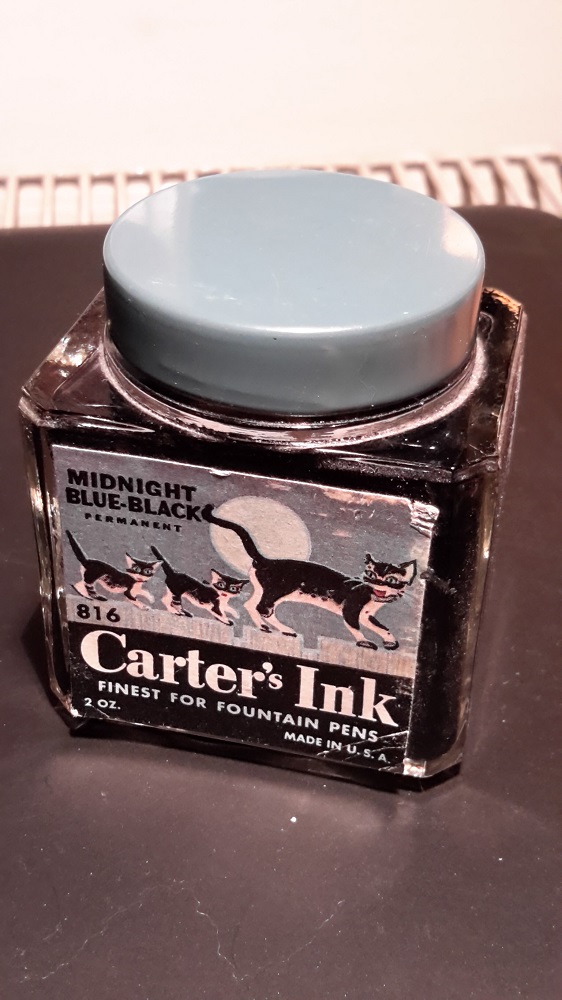 MIDNIGHT
BLUE-BLACK
PERMANENT
816
Carter's Ink
FINEST FOR FOUNTAIN PENS
2 OZ.
MADE IN U.S.A.